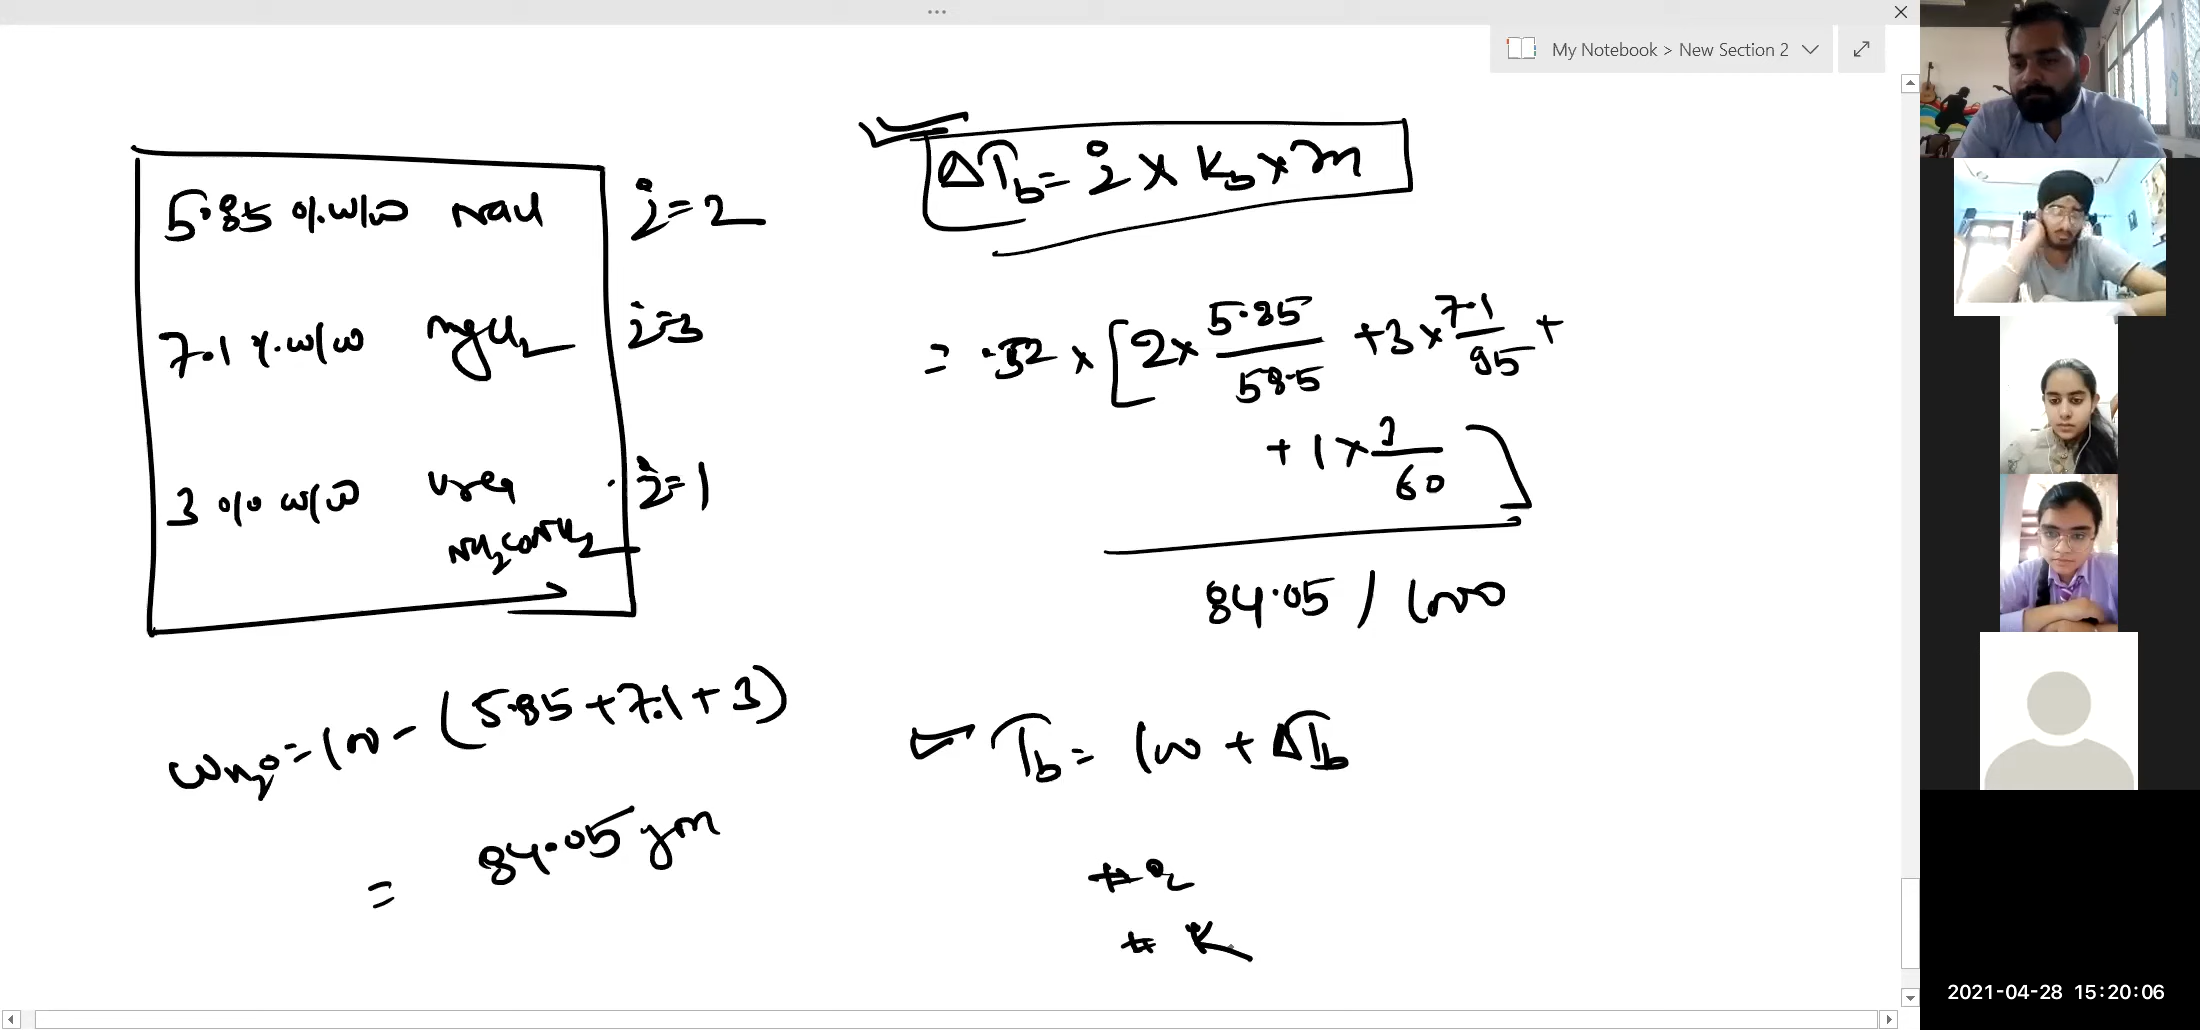 My Notebook > New Section 2
5.85 %.w/w NaCl i=2
7.1 %.w/w MgCl2 i=3
3 % w/w Urea i=1
NH2CONH2
WH2O = 100 - (5.85+7.1+3)
= 84.05 gm
ΔTb = i × Kb × m
= .52 × [2× 5.85/58.5 +3× 7.1/95 +
+ 1 × 3/60 ]
84.05 / 1000
Tb = 100 + ΔTb
* i
* K
2021-04-28 15:20:06